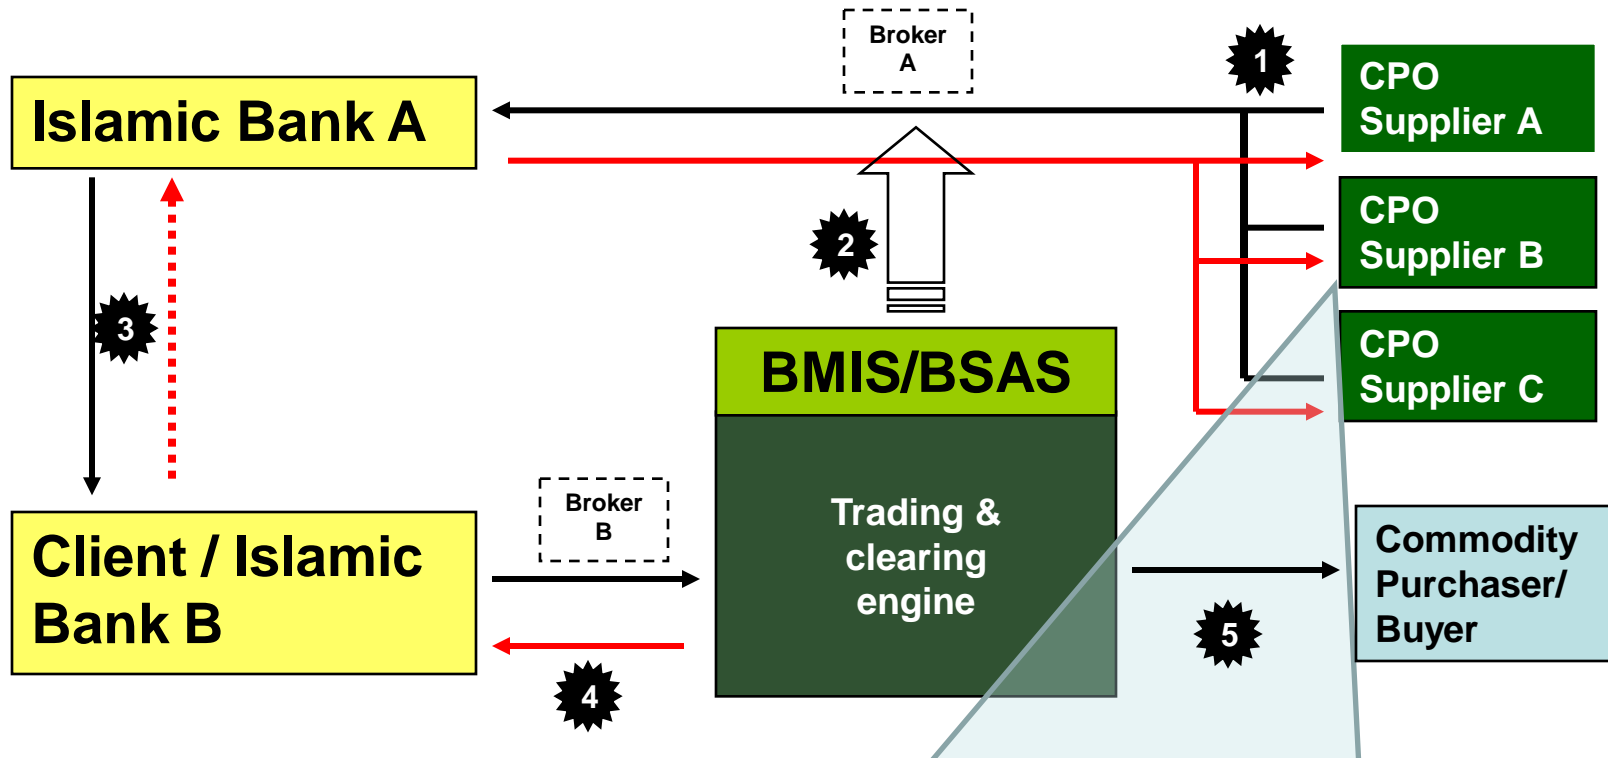 Broker
A
1
CPO
Supplier A
Islamic Bank A
CPO
Supplier B
2
3
BMIS/BSAS
CPO
Supplier C
Broker
B
Trading &
clearing
engine
Client / Islamic
Bank B
Commodity
Purchaser/
Buyer
4
5